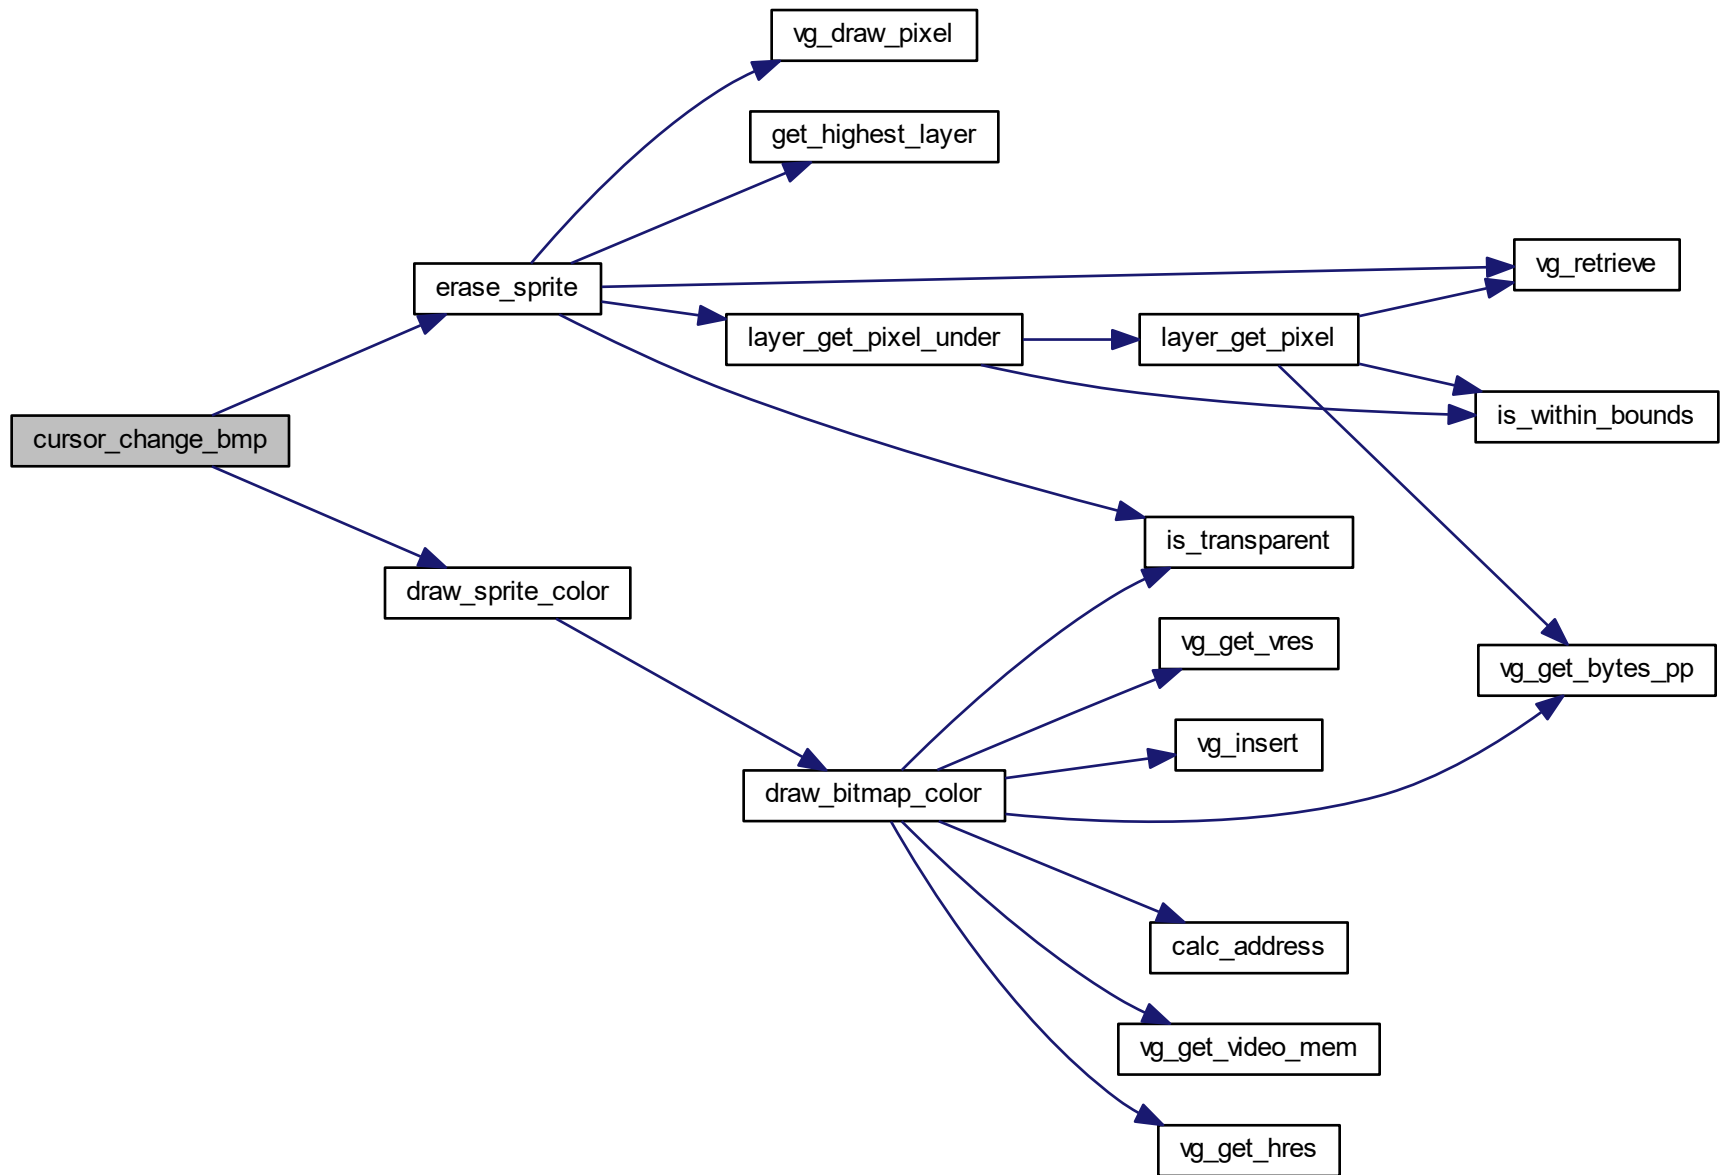 vg_draw_pixel
get_highest_layer
vg_retrieve
erase_sprite
layer_get_pixel_under
layer_get_pixel
is_within_bounds
cursor_change_bmp
is_transparent
draw_sprite_color
vg_get_vres
vg_get_bytes_pp
vg_insert
draw_bitmap_color
calc_address
vg_get_video_mem
vg_get_hres